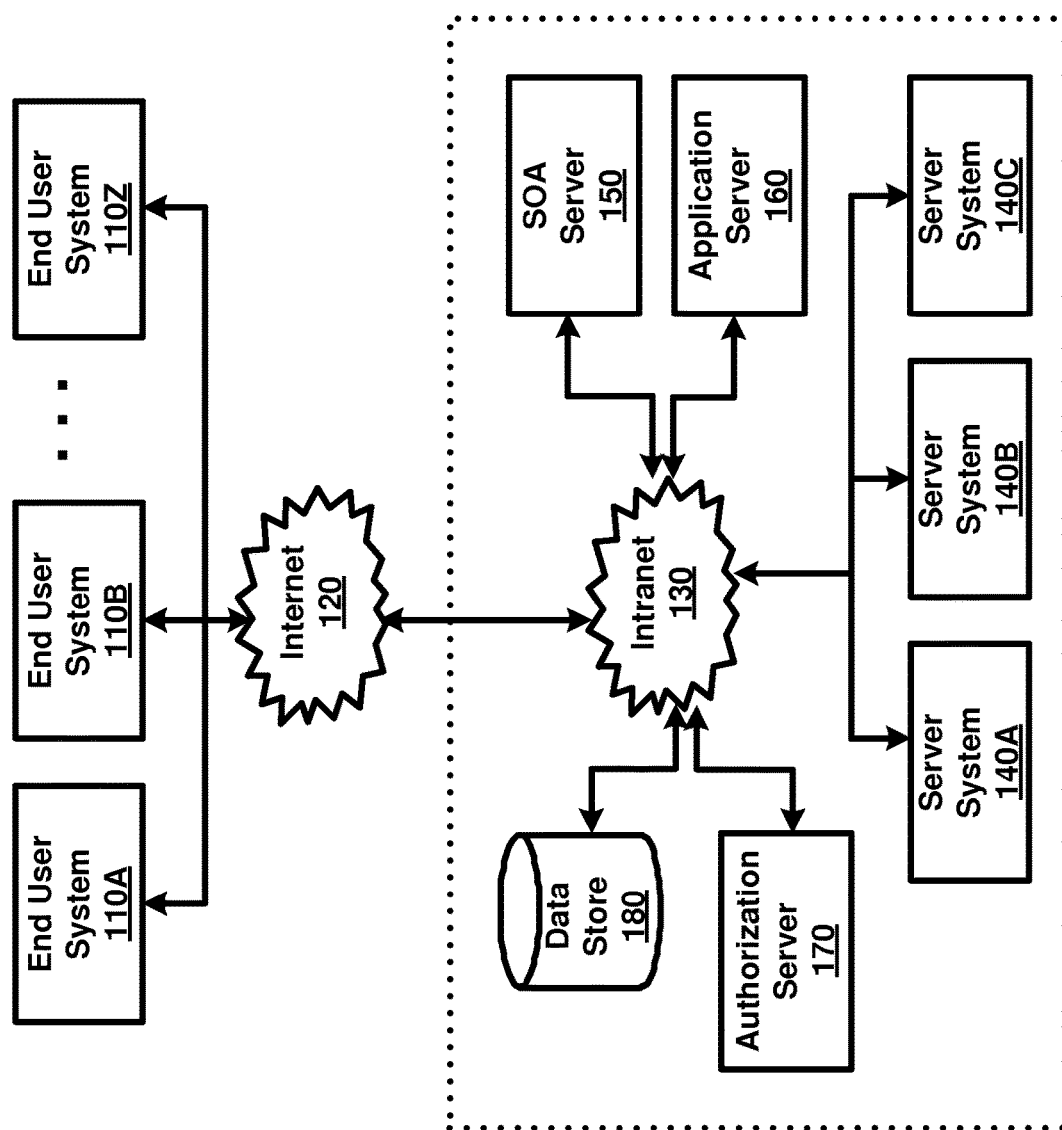 End User
System
110A
End User
System
110B
. . .
End User
System
110Z
Internet
120
Data
Store
180
Authorization
Server
170
Intranet
130
SOA
Server
150
Application
Server
160
Server
System
140A
Server
System
140B
Server
System
140C